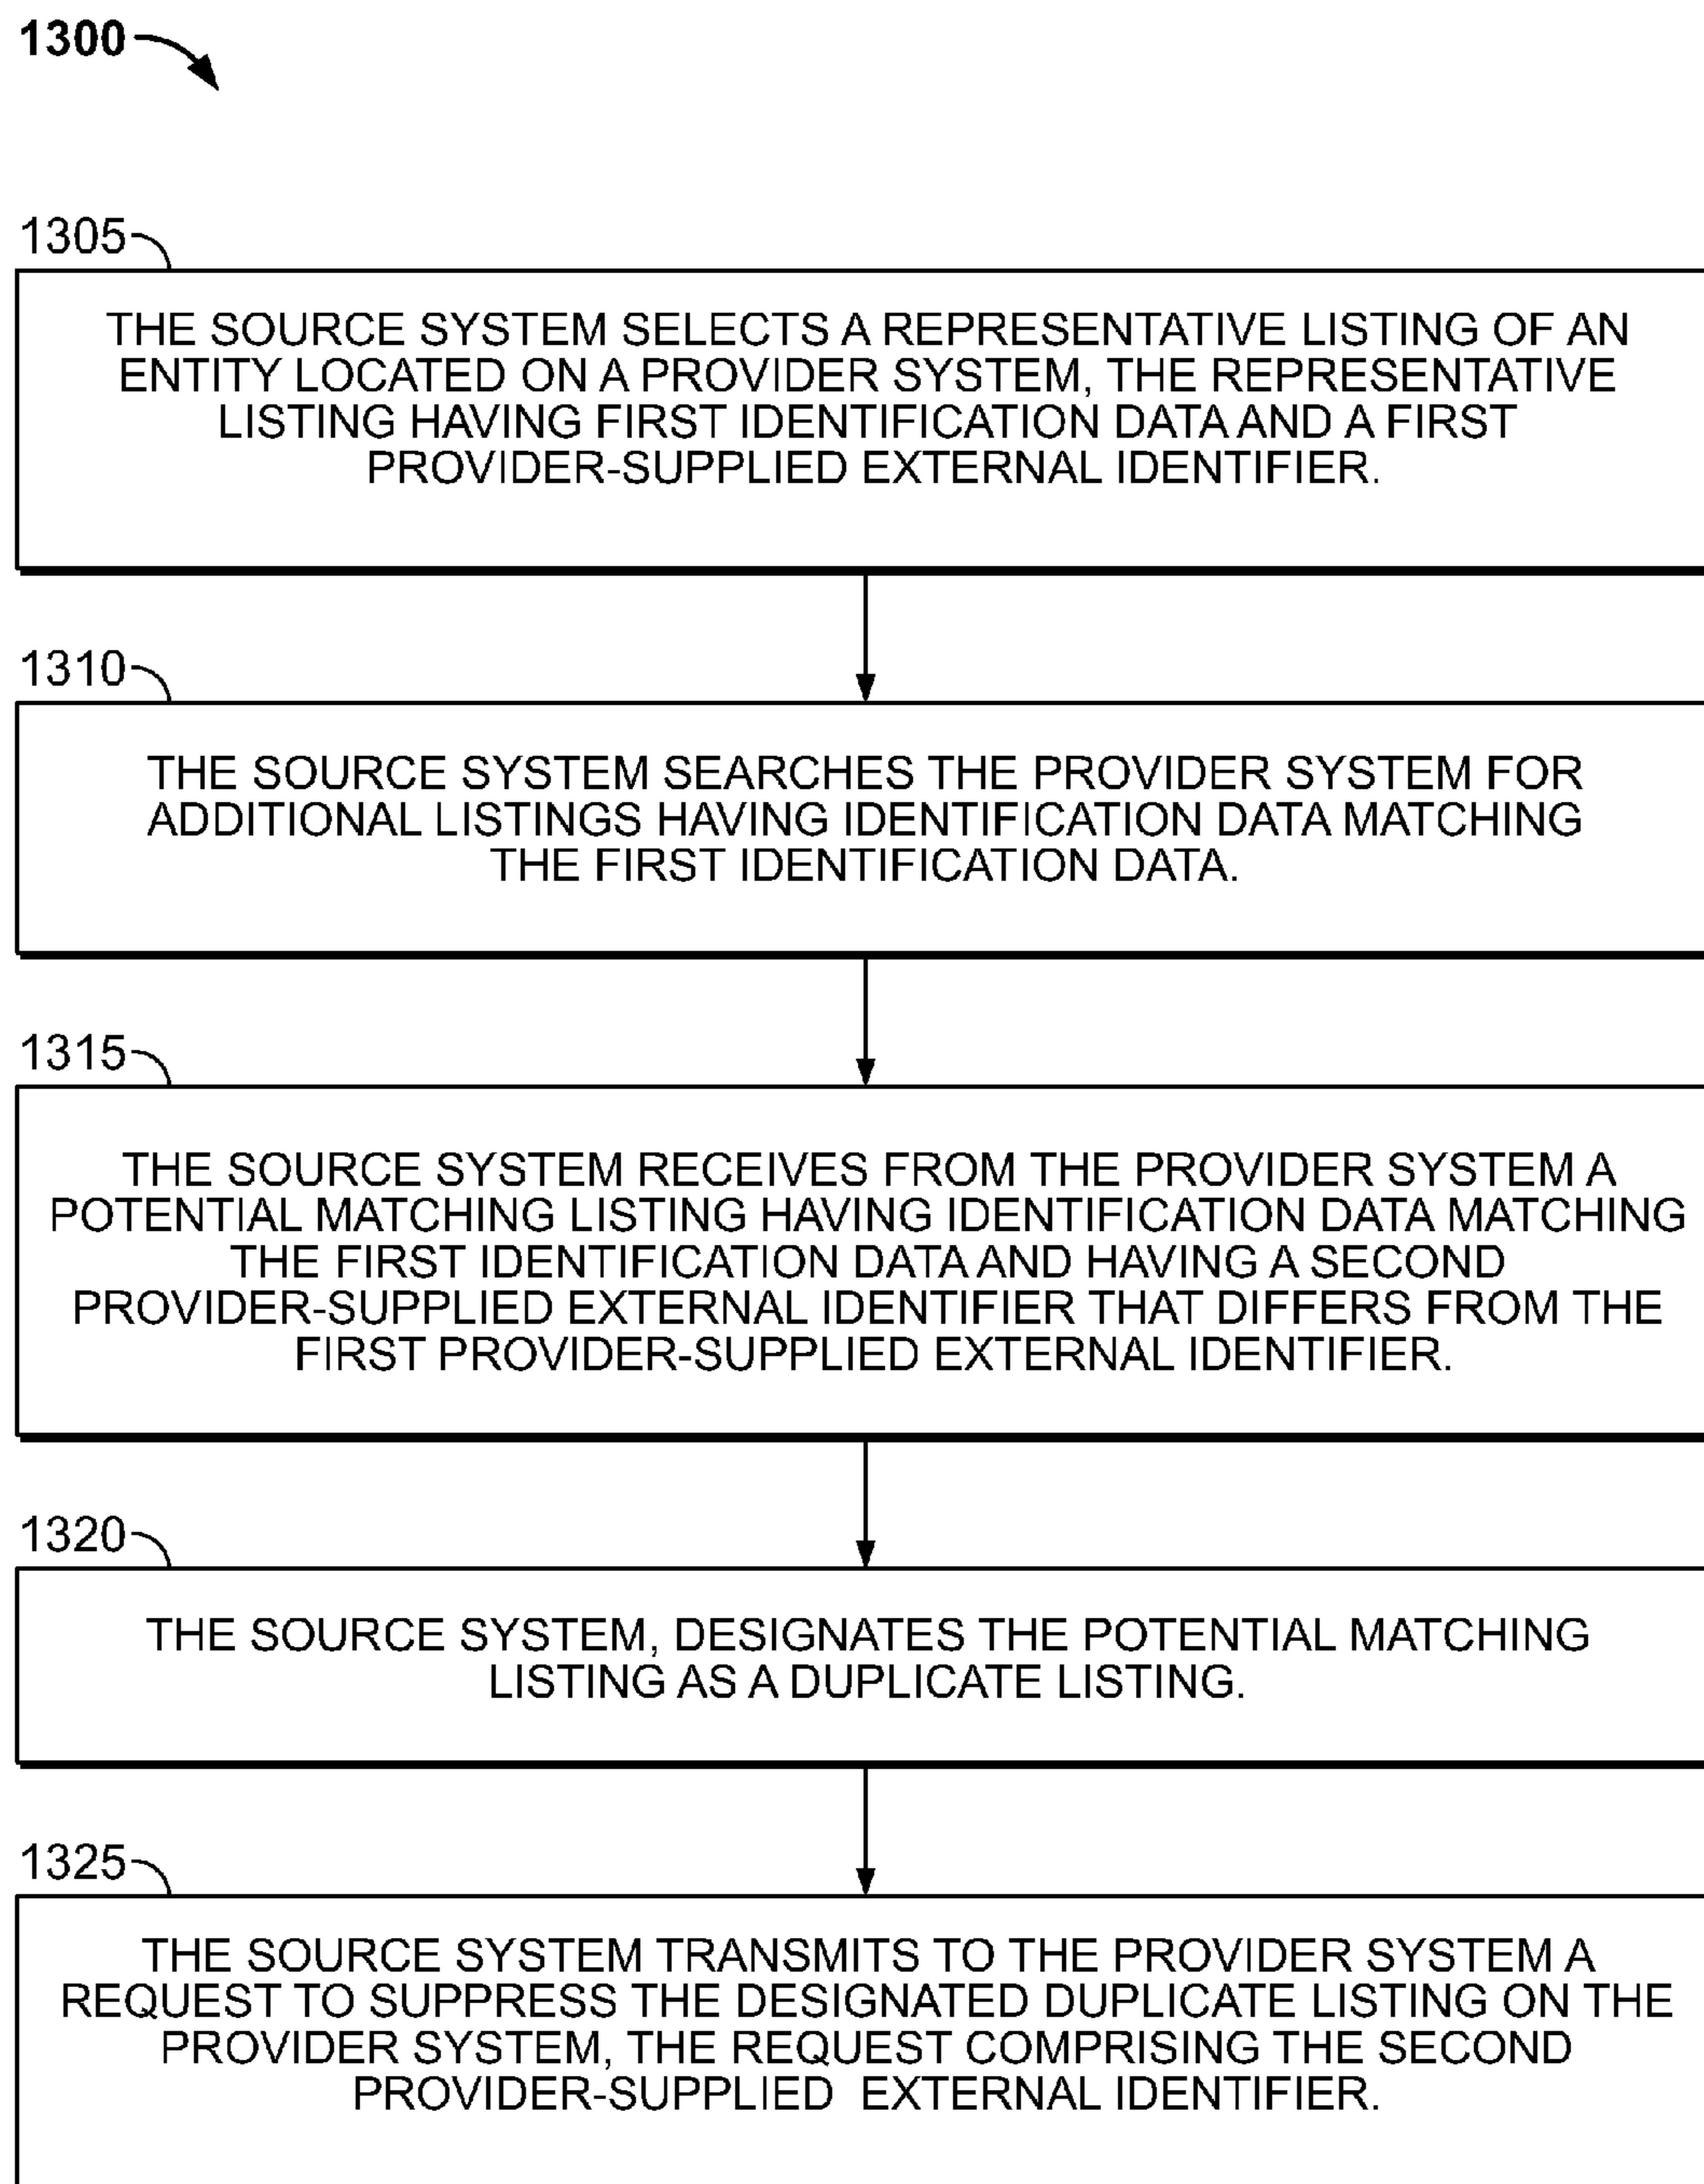 1300
1305
THE SOURCE SYSTEM SELECTS A REPRESENTATIVE LISTING OF AN
ENTITY LOCATED ON A PROVIDER SYSTEM, THE REPRESENTATIVE
LISTING HAVING FIRST IDENTIFICATION DATA AND A FIRST
PROVIDER-SUPPLIED EXTERNAL IDENTIFIER.
1310
THE SOURCE SYSTEM SEARCHES THE PROVIDER SYSTEM FOR
ADDITIONAL LISTINGS HAVING IDENTIFICATION DATA MATCHING
THE FIRST IDENTIFICATION DATA.
1315
THE SOURCE SYSTEM RECEIVES FROM THE PROVIDER SYSTEM A
POTENTIAL MATCHING LISTING HAVING IDENTIFICATION DATA MATCHING
THE FIRST IDENTIFICATION DATA AND HAVING A SECOND
PROVIDER-SUPPLIED EXTERNAL IDENTIFIER THAT DIFFERS FROM THE
FIRST PROVIDER-SUPPLIED EXTERNAL IDENTIFIER.
1320
THE SOURCE SYSTEM, DESIGNATES THE POTENTIAL MATCHING
LISTING AS A DUPLICATE LISTING.
1325
THE SOURCE SYSTEM TRANSMITS TO THE PROVIDER SYSTEM A
REQUEST TO SUPPRESS THE DESIGNATED DUPLICATE LISTING ON THE
PROVIDER SYSTEM, THE REQUEST COMPRISING THE SECOND
PROVIDER-SUPPLIED EXTERNAL IDENTIFIER.